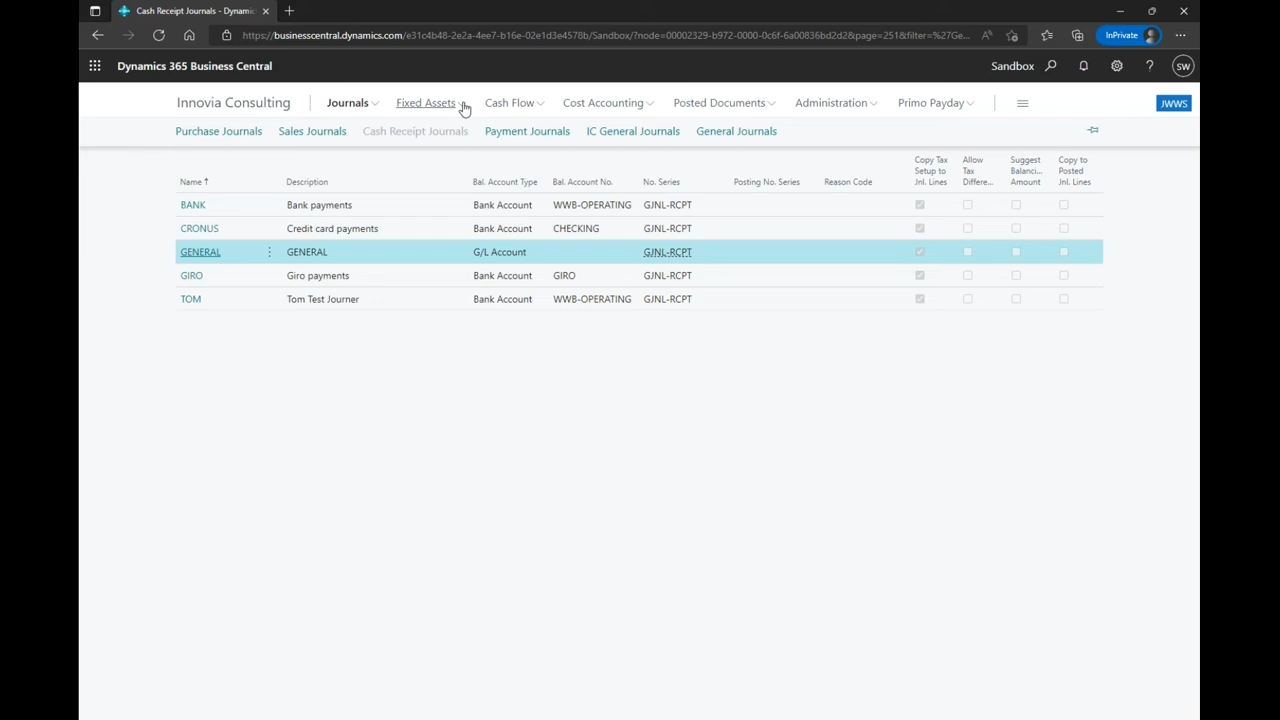 Cash Receipt Journals - Dynamic
https://businesscentral.dynamics.com/e31c4b48-2e2a-4ee7-b16e-02e1d3e4578b/Sandbox/?node=00002329-b972-0000-0c6f-6a00836bd2d2&page=251&filter=%27Ge... InPrivate
Dynamics 365 Business Central Sandbox ? SW
Innovia Consulting Journals Fixed Assets Cash Flow Cost Accounting Posted Documents Administration Primo Payday JWWS
Purchase Journals Sales Journals Cash Receipt Journals Payment Journals IC General Journals General Journals
Name ↑ Description Bal. Account Type Bal. Account No. No. Series Posting No. Series Reason Code Copy Tax Setup to Jnl. Lines Allow Tax Differe... Suggest Balanci... Amount Copy to Posted Jnl. Lines
BANK Bank payments Bank Account WWB-OPERATING GJNL-RCPT
CRONUS Credit card payments Bank Account CHECKING GJNL-RCPT
GENERAL GENERAL G/L Account GJNL-RCPT
GIRO Giro payments Bank Account GIRO GJNL-RCPT
TOM Tom Test Journer Bank Account WWB-OPERATING GJNL-RCPT